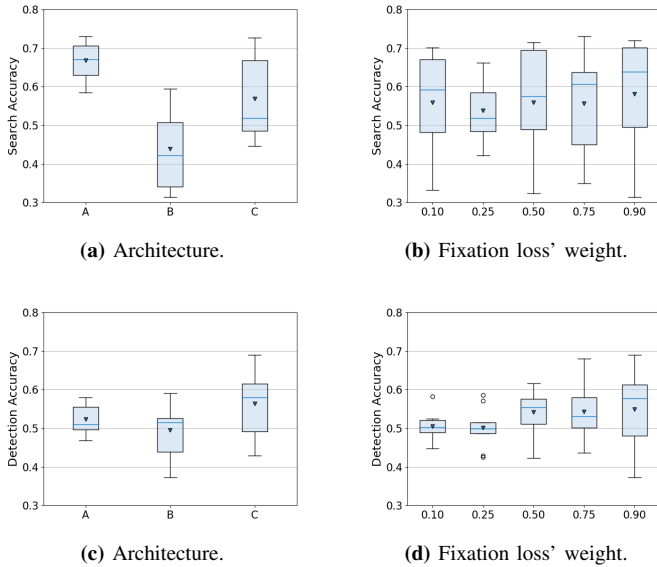 0.8
0.7
0.6
0.5
0.4
0.3
Search Accuracy
A B C
(a) Architecture.
0.8
0.7
0.6
0.5
0.4
0.3
Search Accuracy
0.10 0.25 0.50 0.75 0.90
(b) Fixation loss’ weight.
0.8
0.7
0.6
0.5
0.4
0.3
Detection Accuracy
A B C
(c) Architecture.
0.8
0.7
0.6
0.5
0.4
0.3
Detection Accuracy
0.10 0.25 0.50 0.75 0.90
(d) Fixation loss’ weight.